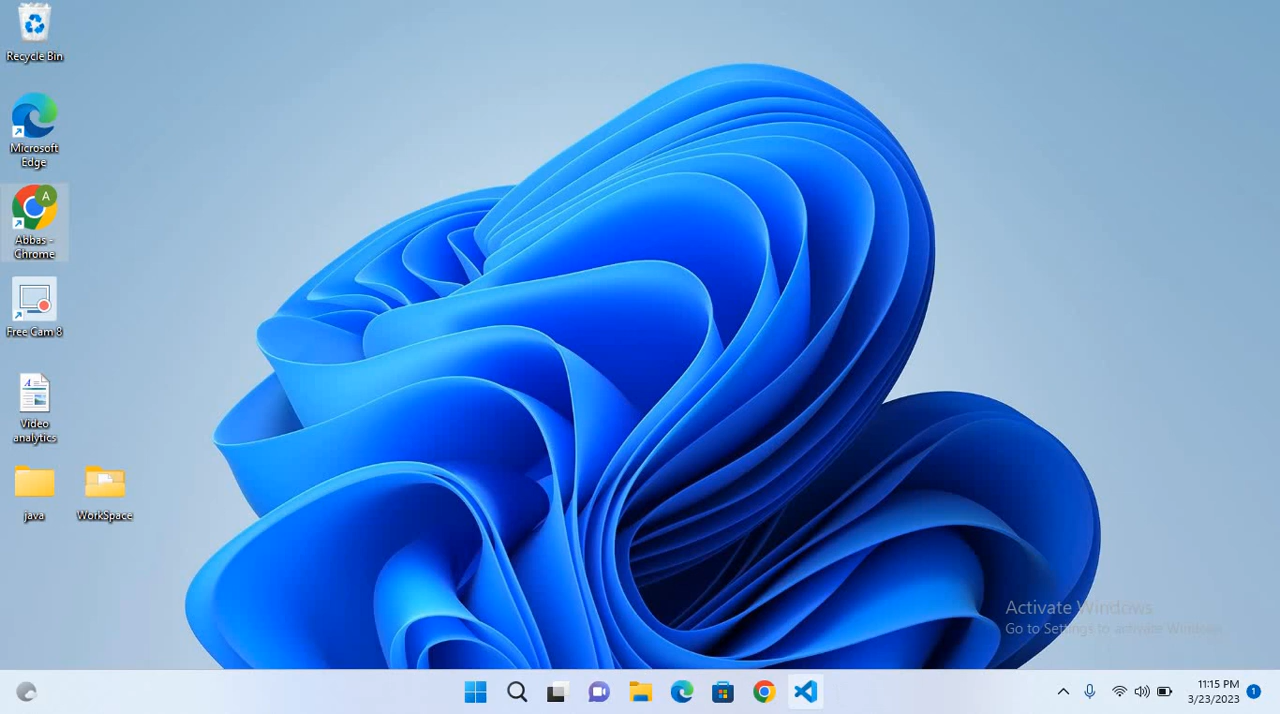 Recycle Bin
Microsoft
Edge
A
Abbas -
Chrome
Free Cam 8
Video
analytics
java
WorkSpace
Activate Windows
Go to Settings to activate Windows.
11:15 PM
3/23/2023
1